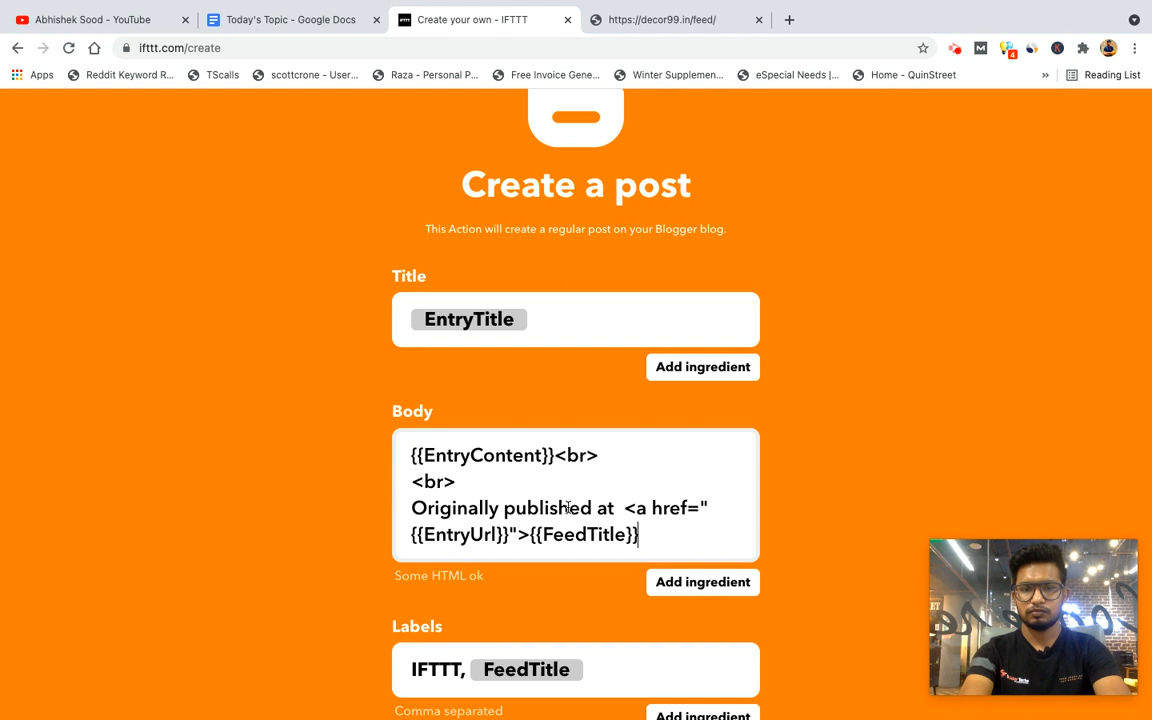 Abhishek Sood - YouTube
Today's Topic - Google Docs
IFTTT
Create your own - IFTTT
https://decor99.in/feed/
ifttt.com/create
4
Apps
Reddit Keyword R...
TScalls
scottcrone - User...
Raza - Personal P...
Free Invoice Gene...
Winter Supplemen...
eSpecial Needs |...
Home - QuinStreet
»
Reading List
Create a post
This Action will create a regular post on your Blogger blog.
Title
EntryTitle
Add ingredient
Body
{{EntryContent}}<br>
<br>
Originally published at  <a href="
{{EntryUrl}}">{{FeedTitle}}
Some HTML ok
Add ingredient
Labels
IFTTT, FeedTitle
Comma separated
Add ingredient